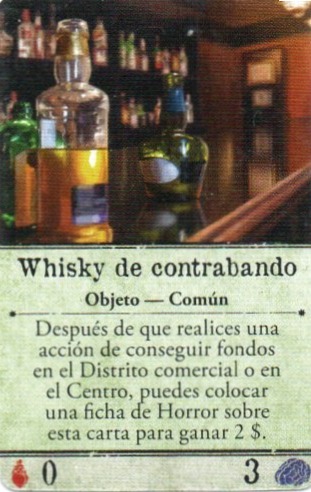 Whisky de contrabando
Objeto — Común
Después de que realices una
acción de conseguir fondos
en el Distrito comercial o en
el Centro, puedes colocar
una ficha de Horror sobre
esta carta para ganar 2 $.
0 3